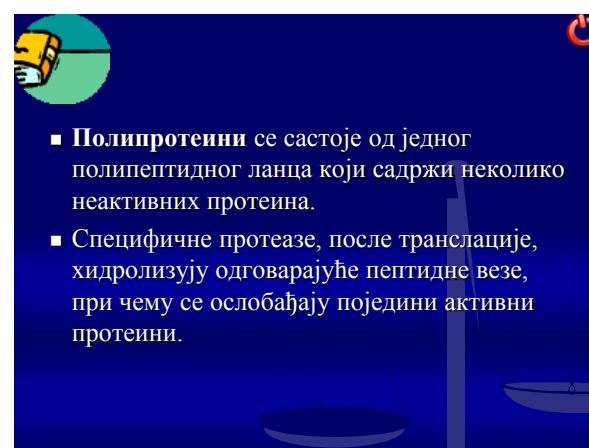 Полипротеини се састоје од једног
полипептидног ланца који садржи неколико
неактивних протеина.
Специфичне протеазе, после транслације,
хидролизују одговарајуће пептидне везе,
при чему се ослобађају поједини активни
протеини.